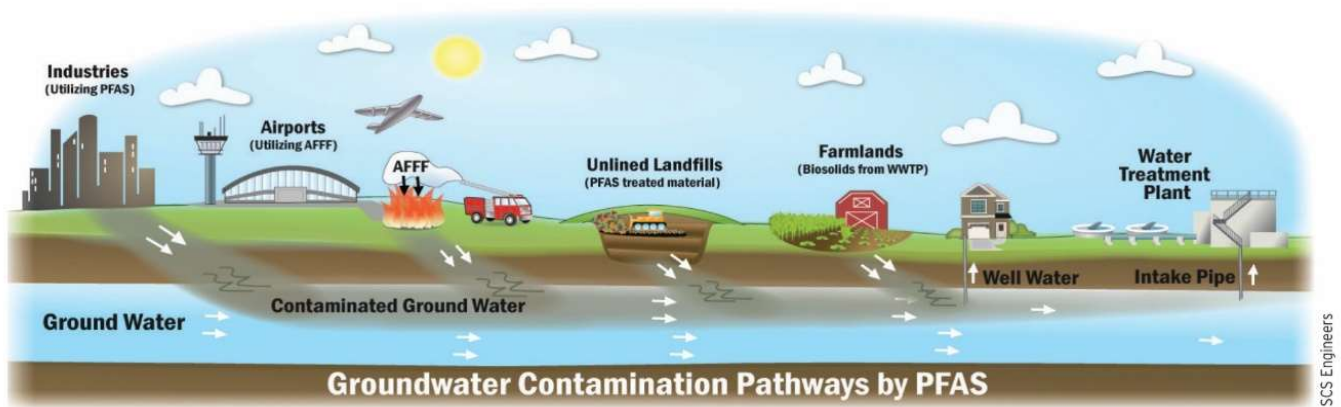 Industries
(Utilizing PFAS)
Airports
(Utilizing AFFF)
AFFF
Unlined Landfills
(PFAS treated material)
Farmlands
(Biosolids from WWTP)
Water
Treatment
Plant
Well Water
Intake Pipe
Contaminated Ground Water
Ground Water
Groundwater Contamination Pathways by PFAS
SCS Engineers